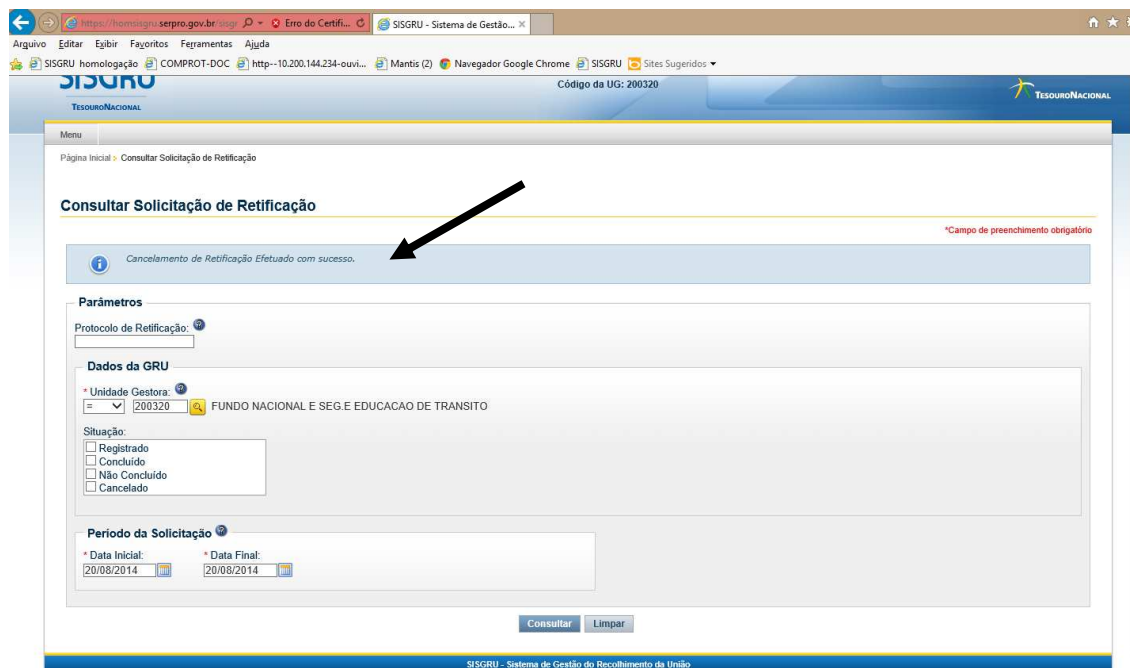 https://homsisgru.serpro.gov.br/sisgr
Erro do Certifi...
SISGRU - Sistema de Gestão...
Arquivo Editar Exibir Favoritos Ferramentas Ajuda
SISGRU homologação COMPROT-DOC http--10.200.144.234-ouvi... Mantis (2) Navegador Google Chrome SISGRU Sites Sugeridos
SISGRU
Código da UG: 200320
TESOURONACIONAL
TESOURONACIONAL
Menu
Página Inicial > Consultar Solicitação de Retificação
Consultar Solicitação de Retificação
*Campo de preenchimento obrigatório
Cancelamento de Retificação Efetuado com sucesso.
Parâmetros
Protocolo de Retificação:
Dados da GRU
* Unidade Gestora:
= 200320 FUNDO NACIONAL E SEG.E EDUCACAO DE TRANSITO
Situação:
Registrado
Concluído
Não Concluído
Cancelado
Período da Solicitação
* Data Inicial: * Data Final:
20/08/2014 20/08/2014
Consultar Limpar
SISGRU - Sistema de Gestão do Recolhimento da União